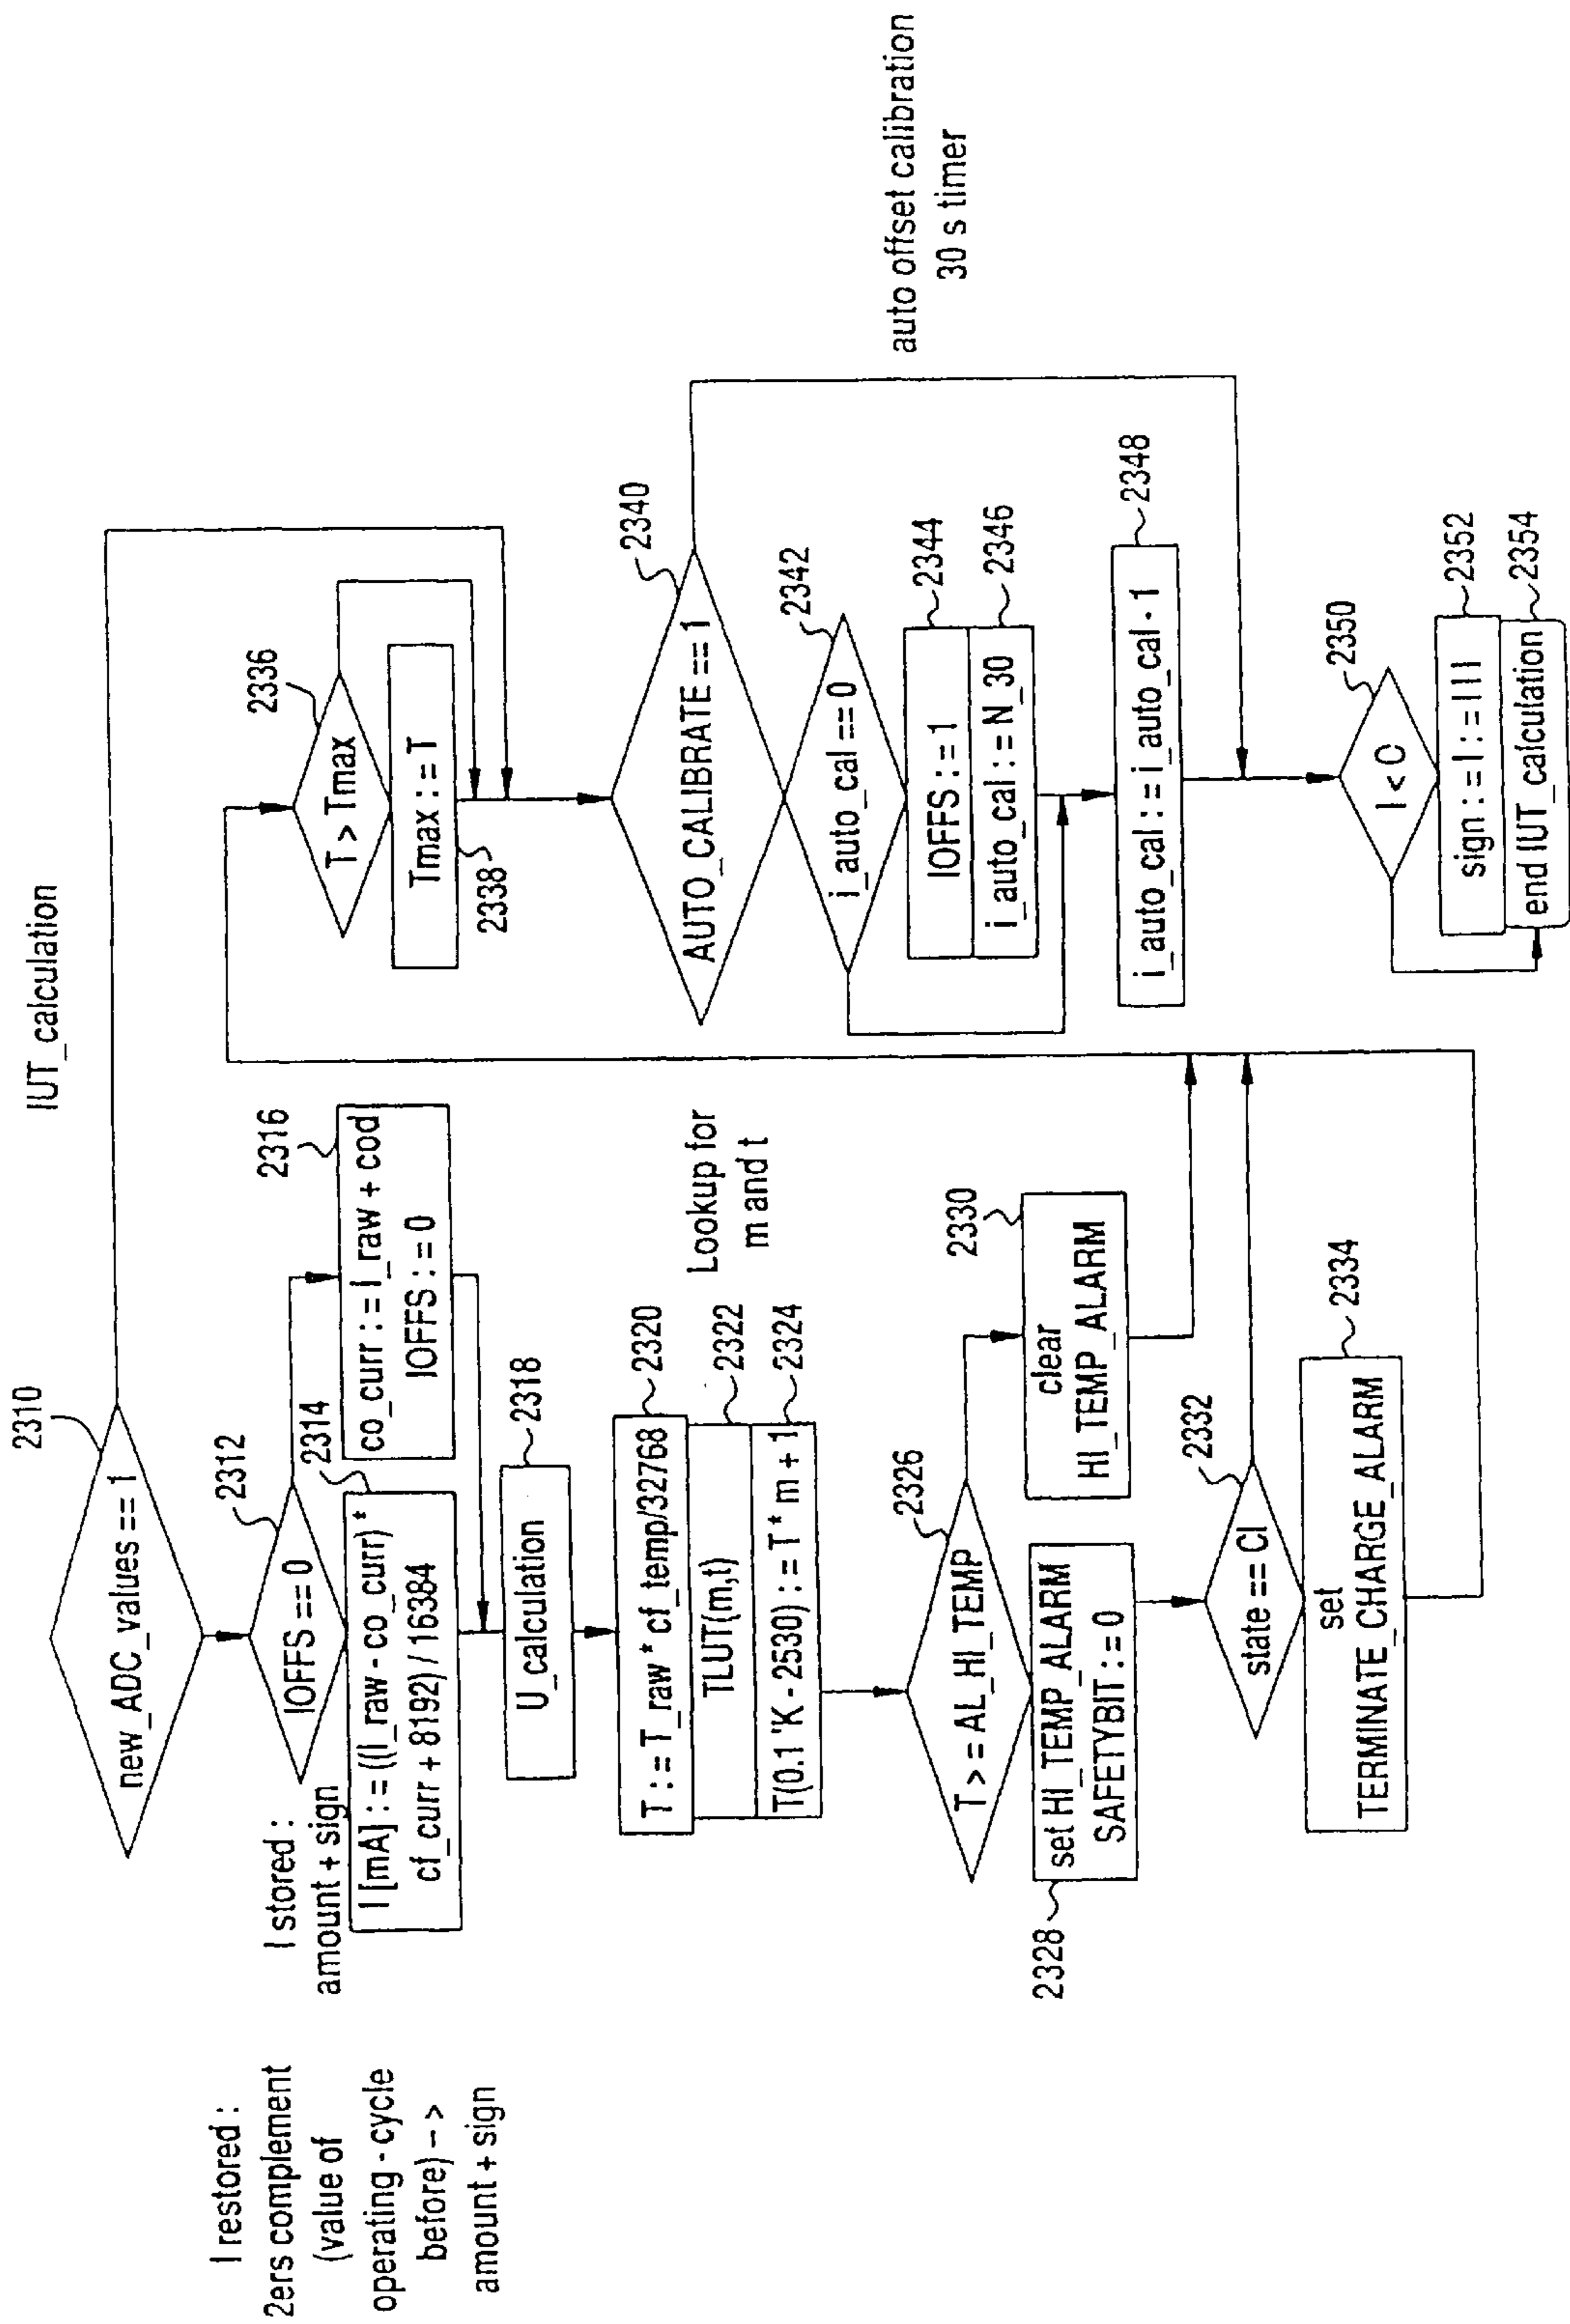 IUT_calculation
I restored :
2ers complement
(value of
operating - cycle
before) - >
amount + sign
2310
new_ADC_values == 1
2312
IOFFS == 0
I stored :
amount + sign
2314
I [mA] : = ((I_raw - co_curr) *
cf_curr + 8192) / 16384
2316
co_curr : = I_raw + cod
IOFFS : = 0
2318
U_calculation
2320
T : = T_raw * cf_temp/32768
2322
TLUT(m,t)
2324
T(0.1 'K - 2530) : = T * m + 1
Lookup for
m and t
2326
T > = AL_HI_TEMP
2328
set HI_TEMP_ALARM
SAFETYBIT : = 0
2330
clear
HI_TEMP_ALARM
2332
state == CI
2334
set
TERMINATE_CHARGE_ALARM
2336
T > Tmax
Tmax : = T
2338
2340
AUTO_CALIBRATE == 1
2342
i_auto_cal == 0
2344
IOFFS : = 1
2346
i_auto_cal : = N_30
auto offset calibration
30 s timer
2348
i_auto_cal : = i_auto_cal - 1
2350
I < 0
2352
sign : = I : = I I I
2354
end IUT_calculation